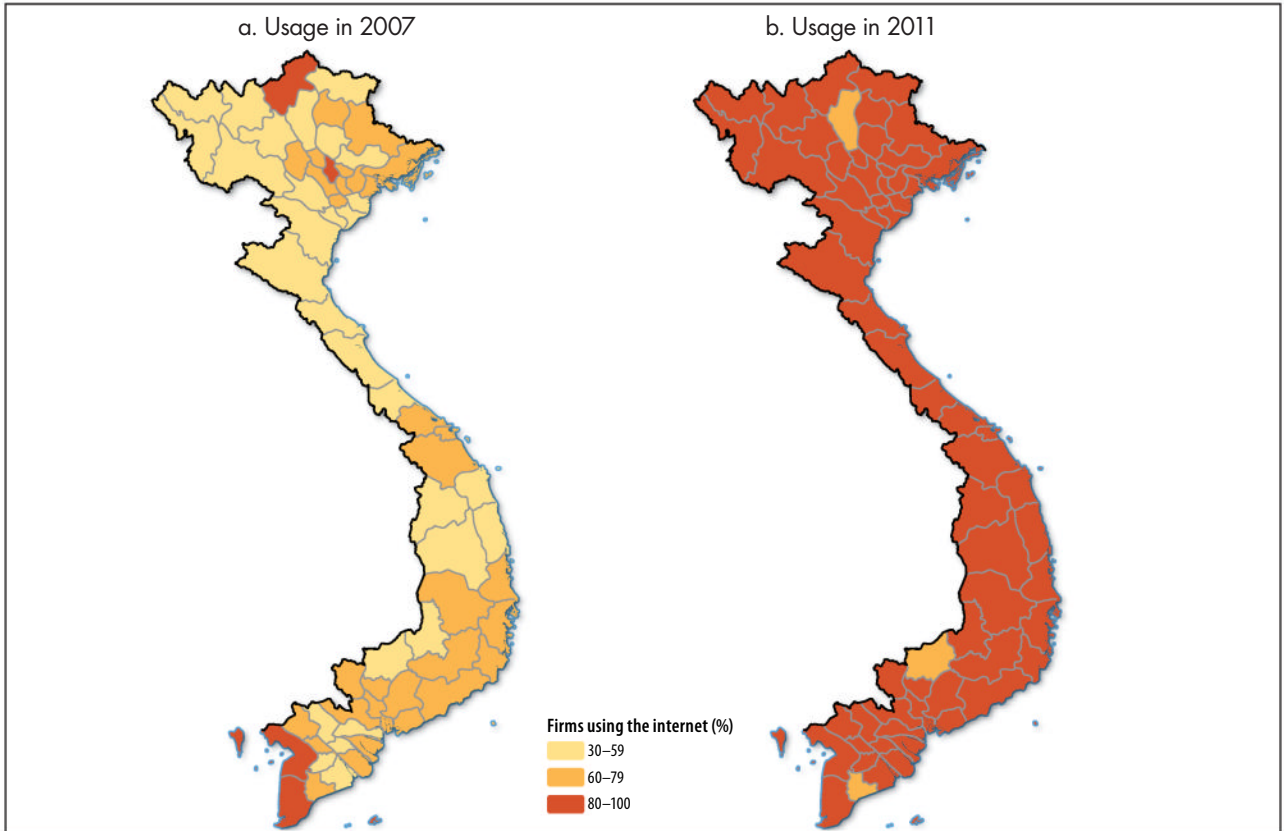 a. Usage in 2007
b. Usage in 2011
Firms using the internet (%)
30–59
60–79
80–100